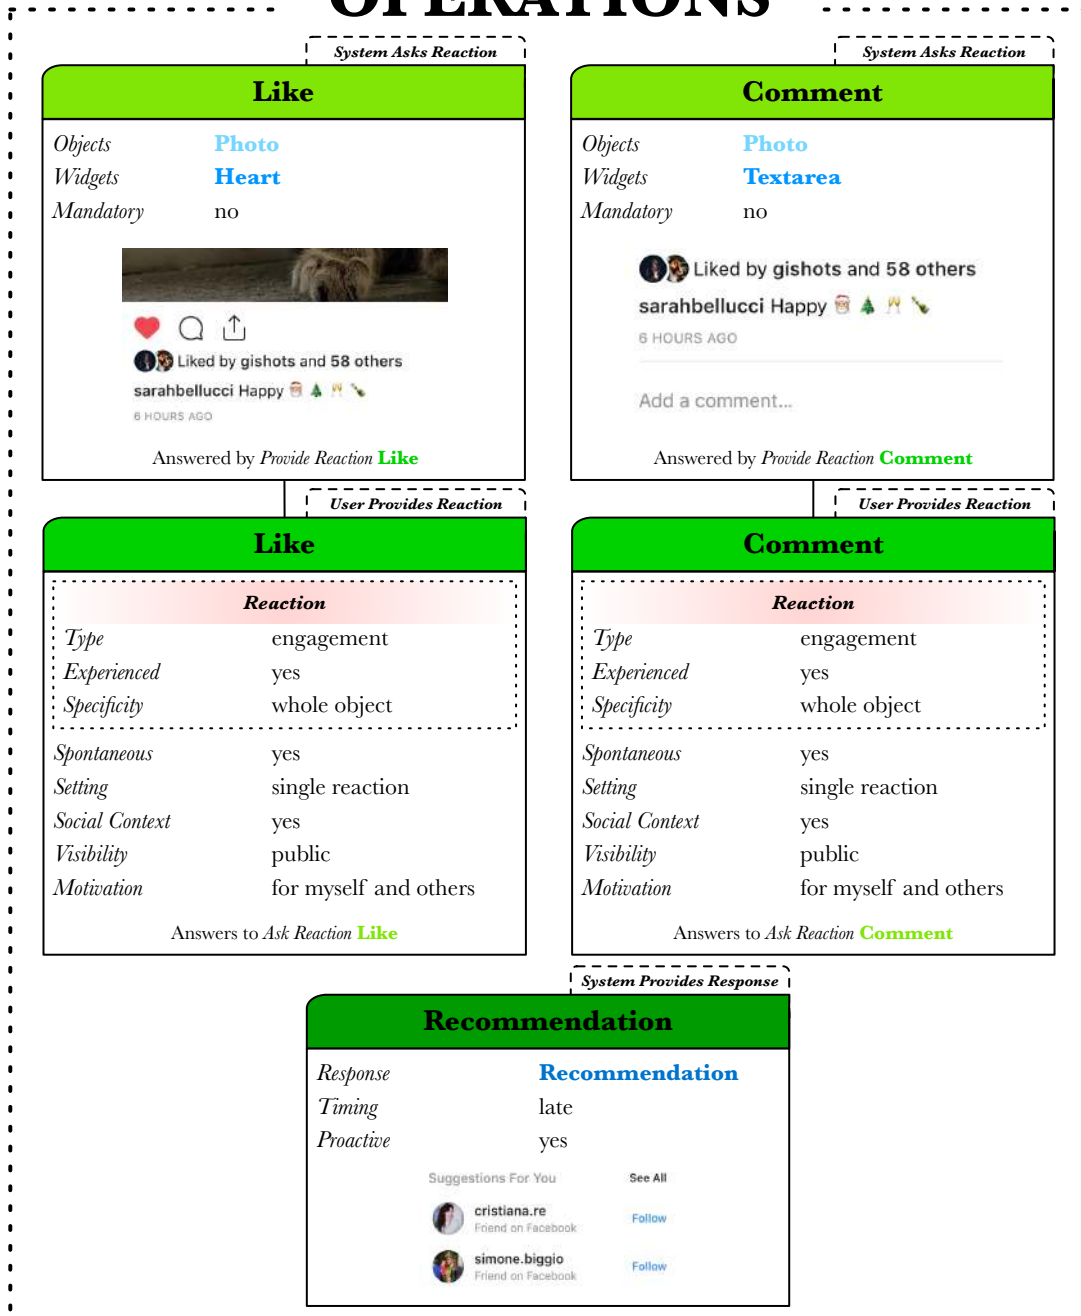 OPERATIONS
System Asks Reaction
Like
Objects Photo
Widgets Heart
Mandatory no
Liked by gishots and 58 others
sarahbellucci Happy 🎅 🎄 🥂 🍾
6 HOURS AGO
Answered by Provide Reaction Like
System Asks Reaction
Comment
Objects Photo
Widgets Textarea
Mandatory no
Liked by gishots and 58 others
sarahbellucci Happy 🎅 🎄 🥂 🍾
6 HOURS AGO
Add a comment...
Answered by Provide Reaction Comment
User Provides Reaction
Like
Reaction
Type engagement
Experienced yes
Specificity whole object
Spontaneous yes
Setting single reaction
Social Context yes
Visibility public
Motivation for myself and others
Answers to Ask Reaction Like
User Provides Reaction
Comment
Reaction
Type engagement
Experienced yes
Specificity whole object
Spontaneous yes
Setting single reaction
Social Context yes
Visibility public
Motivation for myself and others
Answers to Ask Reaction Comment
System Provides Response
Recommendation
Response Recommendation
Timing late
Proactive yes
Suggestions For You See All
cristiana.re
Friend on Facebook
Follow
simone.biggio
Friend on Facebook
Follow